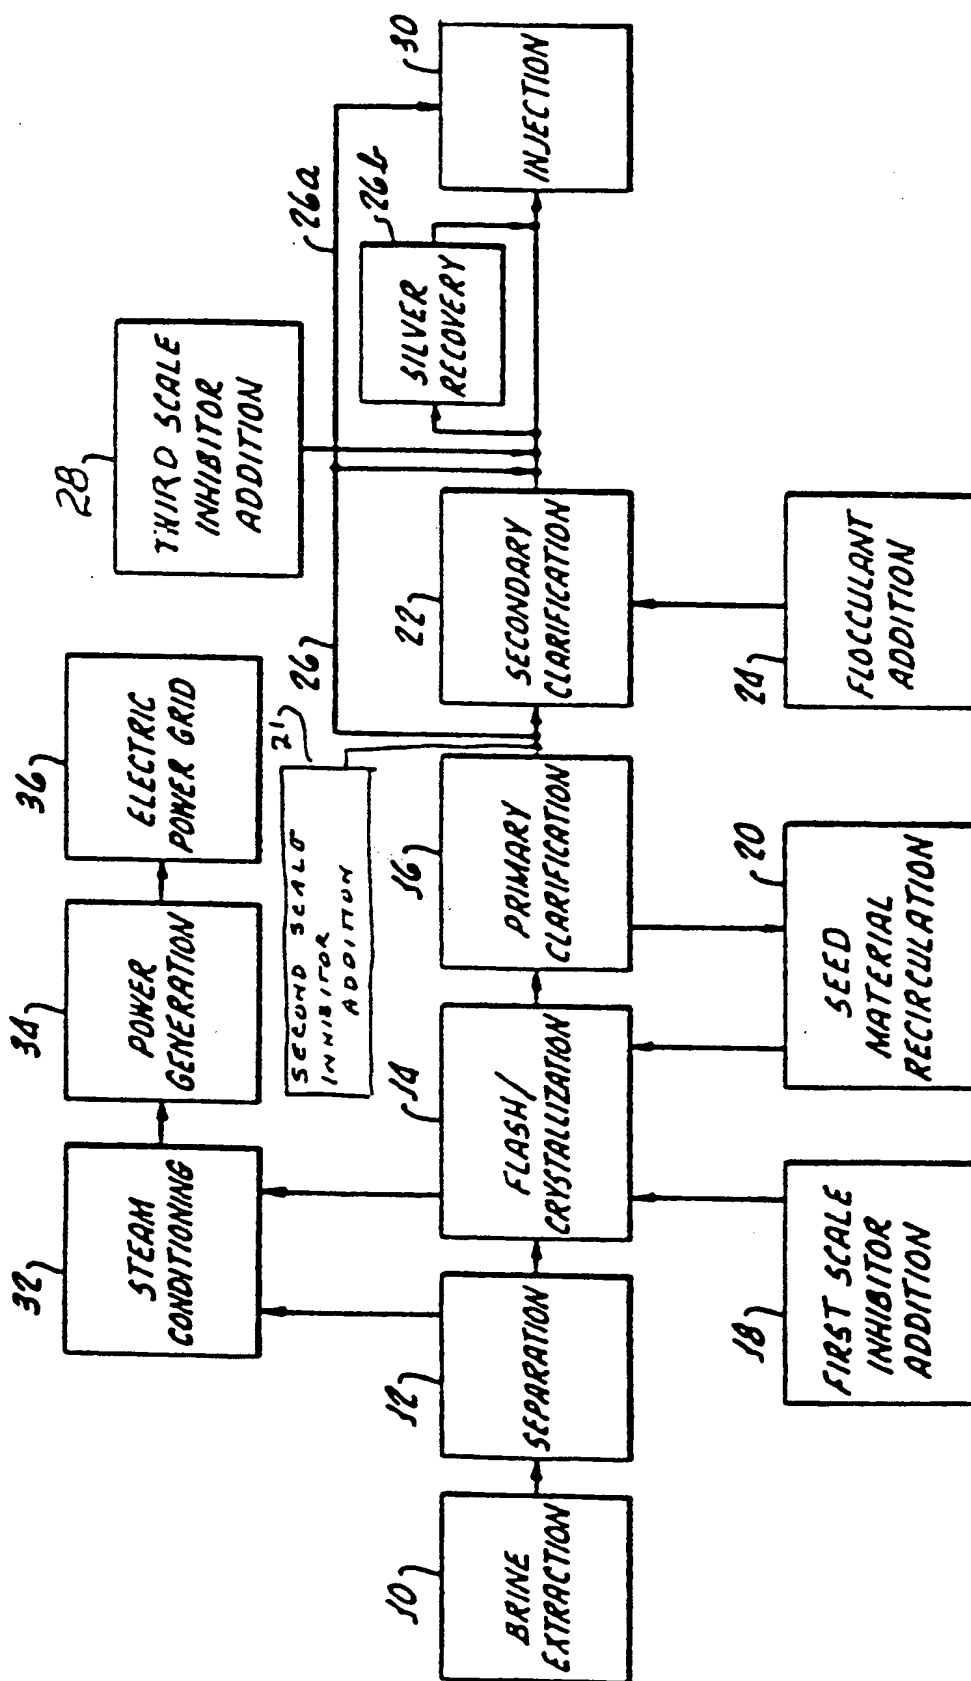 36
ELECTRIC
POWER GRID
34
POWER
GENERATION
32
STEAM
CONDITIONING
28
THIRD SCALE
INHIBITOR
ADDITION
21
SECOND SCALE
INHIBITOR
ADDITION
26
26a
26b
SILVER
RECOVERY
10
BRINE
EXTRACTION
12
SEPARATION
14
FLASH/
CRYSTALLIZATION
16
PRIMARY
CLARIFICATION
22
SECONDARY
CLARIFICATION
30
INJECTION
18
FIRST SCALE
INHIBITOR
ADDITION
20
SEED
MATERIAL
RECIRCULATION
24
FLOCCULANT
ADDITION